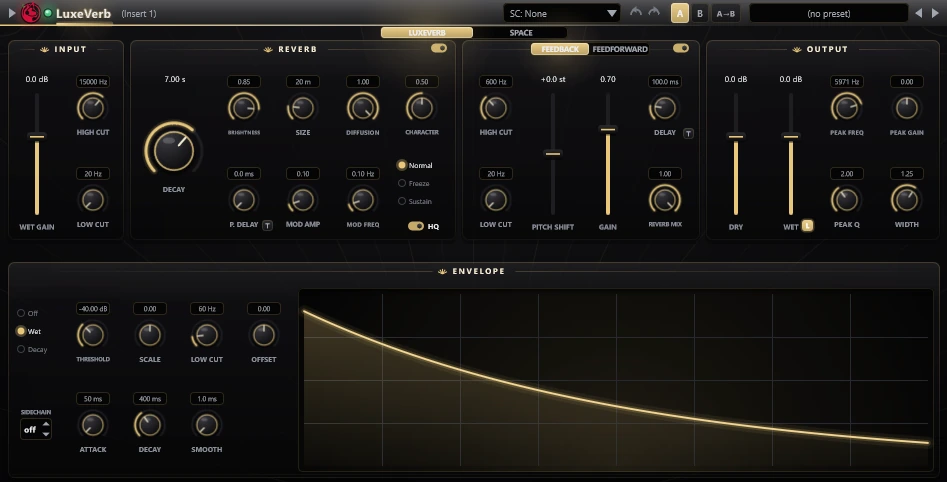 LuxeVerb (Insert 1) SC: None A B A→B (no preset)
LUXEVERB SPACE
INPUT REVERB FEEDBACK FEEDFORWARD OUTPUT
0.0 dB 15000 Hz 7.00 s 0.85 20 m 1.00 0.50 600 Hz +0.0 st 0.70 100.0 ms 0.0 dB 0.0 dB 5971 Hz 0.00
HIGH CUT BRIGHTNESS SIZE DIFFUSION CHARACTER HIGH CUT DELAY T PEAK FREQ PEAK GAIN
Normal
20 Hz 0.0 ms 0.10 0.10 Hz Freeze 20 Hz 1.00 2.00 1.25
DECAY
Sustain
WET GAIN LOW CUT P. DELAY T MOD AMP MOD FREQ HQ LOW CUT PITCH SHIFT GAIN REVERB MIX DRY WET L PEAK Q WIDTH
ENVELOPE
Off -40.00 dB 0.00 60 Hz 0.00
Wet
Decay THRESHOLD SCALE LOW CUT OFFSET
50 ms 400 ms 1.0 ms
SIDECHAIN
off
ATTACK DECAY SMOOTH